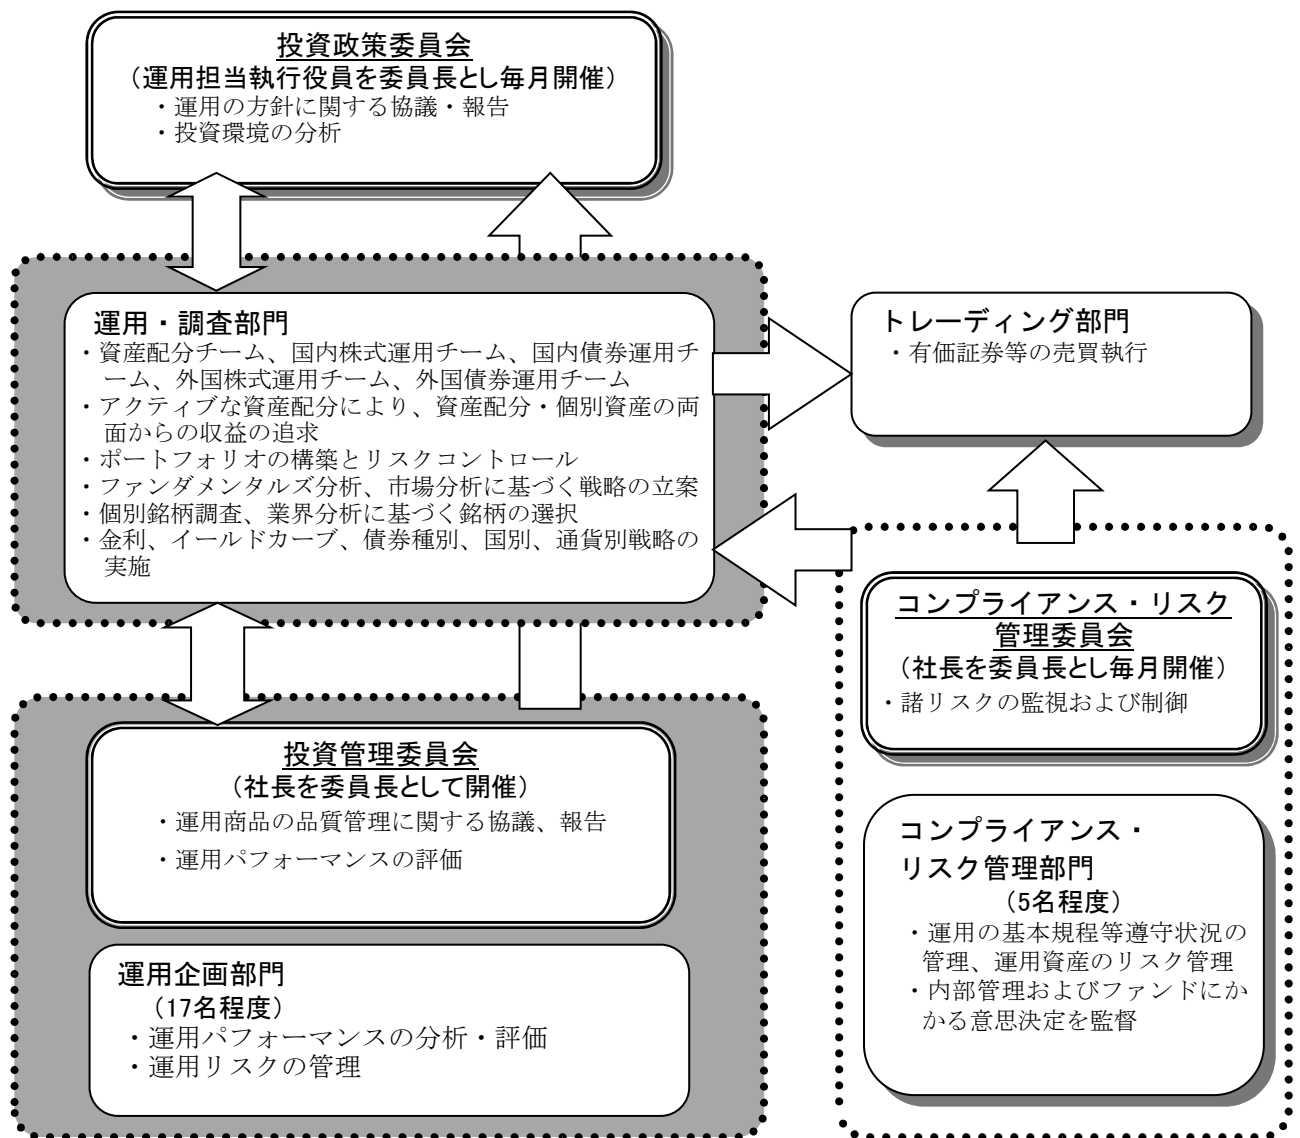 投資政策委員会
（運用担当執行役員を委員長とし毎月開催）
・運用の方針に関する協議・報告
・投資環境の分析
運用・調査部門
・資産配分チーム、国内株式運用チーム、国内債券運用チ
ーム、外国株式運用チーム、外国債券運用チーム
・アクティブな資産配分により、資産配分・個別資産の両
面からの収益の追求
・ポートフォリオの構築とリスクコントロール
・ファンダメンタルズ分析、市場分析に基づく戦略の立案
・個別銘柄調査、業界分析に基づく銘柄の選択
・金利、イールドカーブ、債券種別、国別、通貨別戦略の
実施
トレーディング部門
・有価証券等の売買執行
コンプライアンス・リスク
管理委員会
（社長を委員長とし毎月開催）
・諸リスクの監視および制御
投資管理委員会
（社長を委員長として開催）
・運用商品の品質管理に関する協議、報告
・運用パフォーマンスの評価
コンプライアンス・
リスク管理部門
（5名程度）
・運用の基本規程等遵守状況の
管理、運用資産のリスク管理
・内部管理およびファンドにか
かる意思決定を監督
運用企画部門
（17名程度）
・運用パフォーマンスの分析・評価
・運用リスクの管理